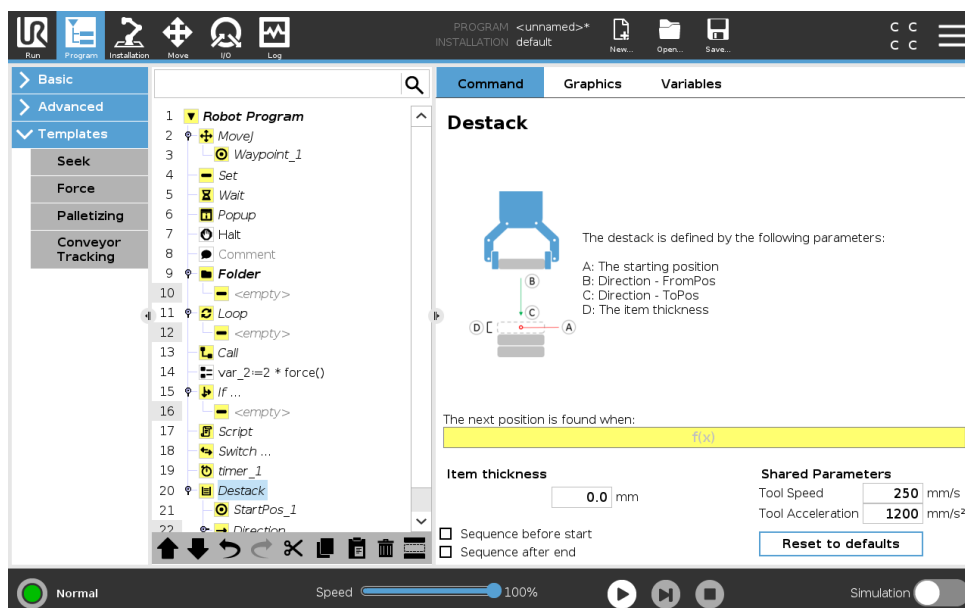 UR
PROGRAM <unnamed>*
INSTALLATION default
Run Program Installation Move I/O Log
New... Open... Save...
C C
C C
Basic
Advanced
Templates
Seek
Force
Palletizing
Conveyor
Tracking
1 Robot Program
2 MoveJ
3 Waypoint_1
4 Set
5 Wait
6 Popup
7 Halt
8 Comment
9 Folder
10 <empty>
11 Loop
12 <empty>
13 Call
14 var_2:=2 * force()
15 If ...
16 <empty>
17 Script
18 Switch ...
19 timer_1
20 Destack
21 StartPos_1
22 Direction
Command Graphics Variables
Destack
B
C
D
A
The destack is defined by the following parameters:
A: The starting position
B: Direction - FromPos
C: Direction - ToPos
D: The item thickness
The next position is found when:
f(x)
Item thickness
0.0 mm
Sequence before start
Sequence after end
Shared Parameters
Tool Speed 250 mm/s
Tool Acceleration 1200 mm/s²
Reset to defaults
Normal
Speed 100%
Simulation